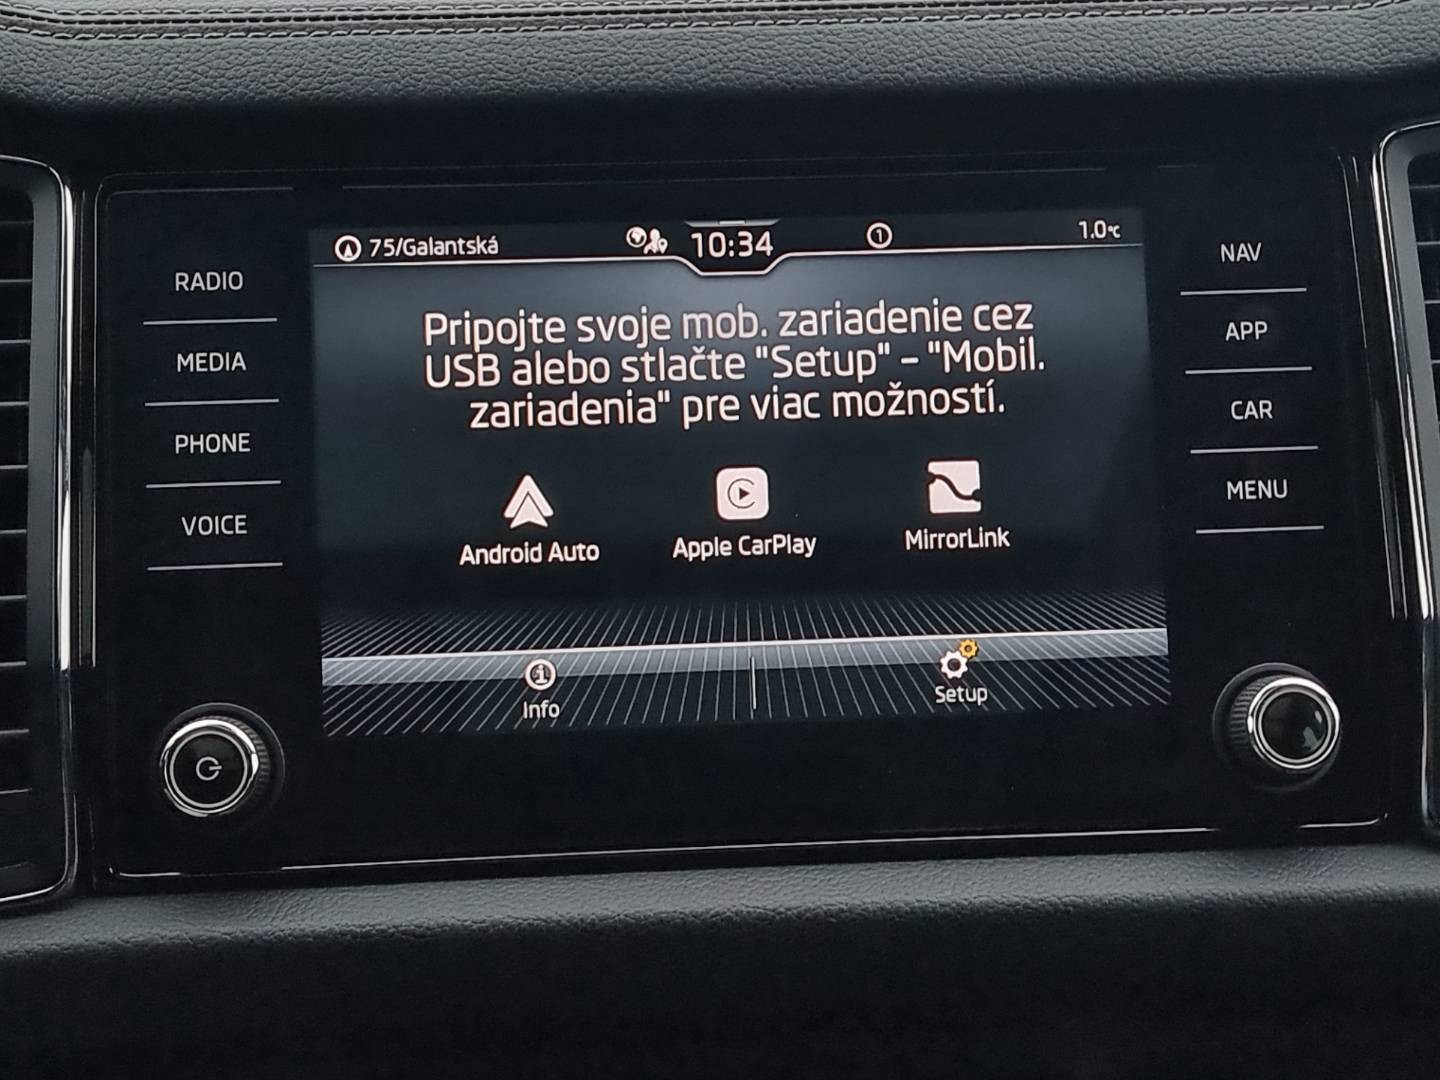 75/Galantská
10:34
1
1.0°C
RADIO
MEDIA
PHONE
VOICE
Pripojte svoje mob. zariadenie cez
USB alebo stlačte "Setup" – "Mobil.
zariadenia" pre viac možností.
Android Auto
Apple CarPlay
MirrorLink
Info
Setup
NAV
APP
CAR
MENU